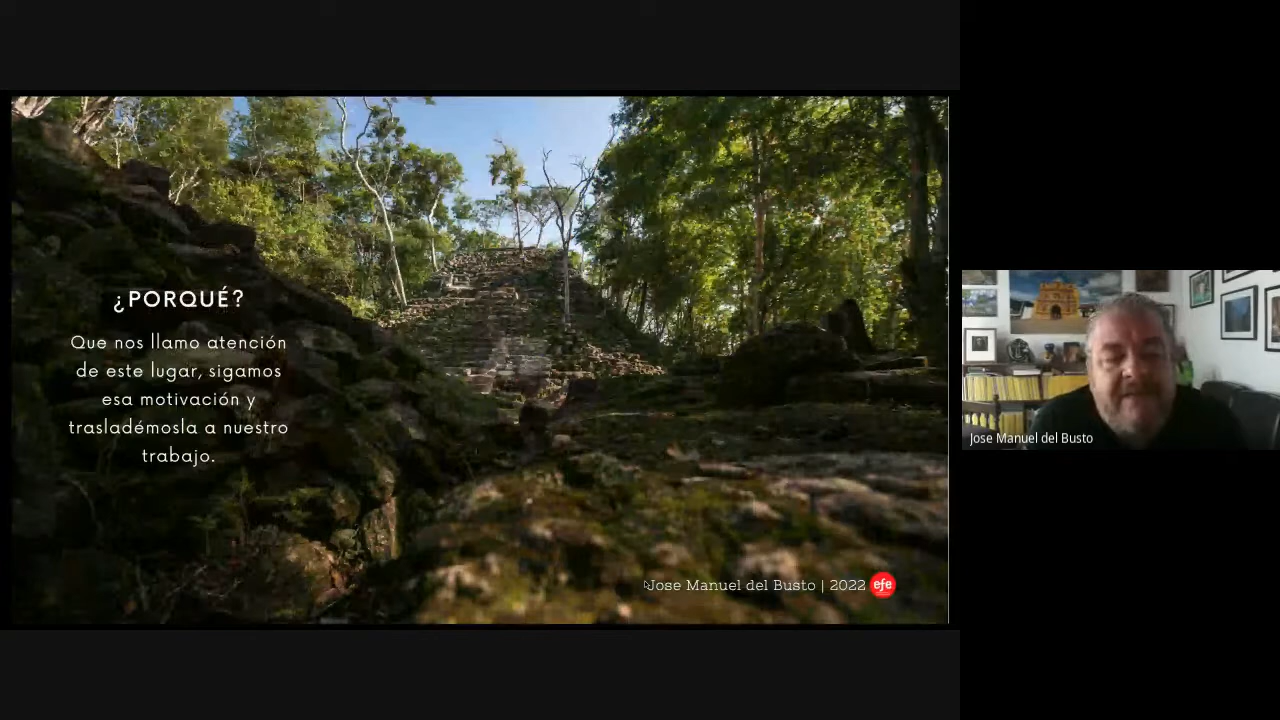 ¿PORQUÉ?
Que nos llamo atención
de este lugar, sigamos
esa motivación y
trasladémosla a nuestro
trabajo.
Jose Manuel del Busto | 2022 efe
Jose Manuel del Busto